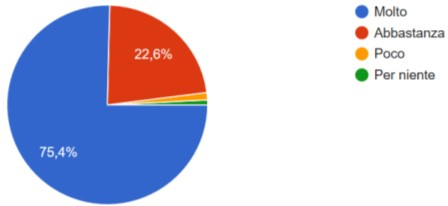 Molto
Abbastanza
Poco
Per niente
22,6%
75,4%